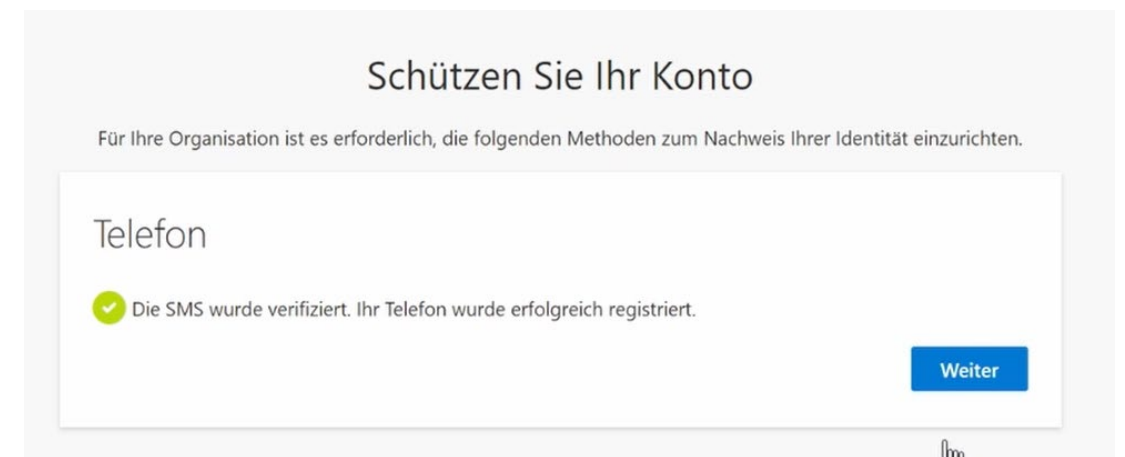 Schützen Sie Ihr Konto
Für Ihre Organisation ist es erforderlich, die folgenden Methoden zum Nachweis Ihrer Identität einzurichten.
Telefon
Die SMS wurde verifiziert. Ihr Telefon wurde erfolgreich registriert.
Weiter